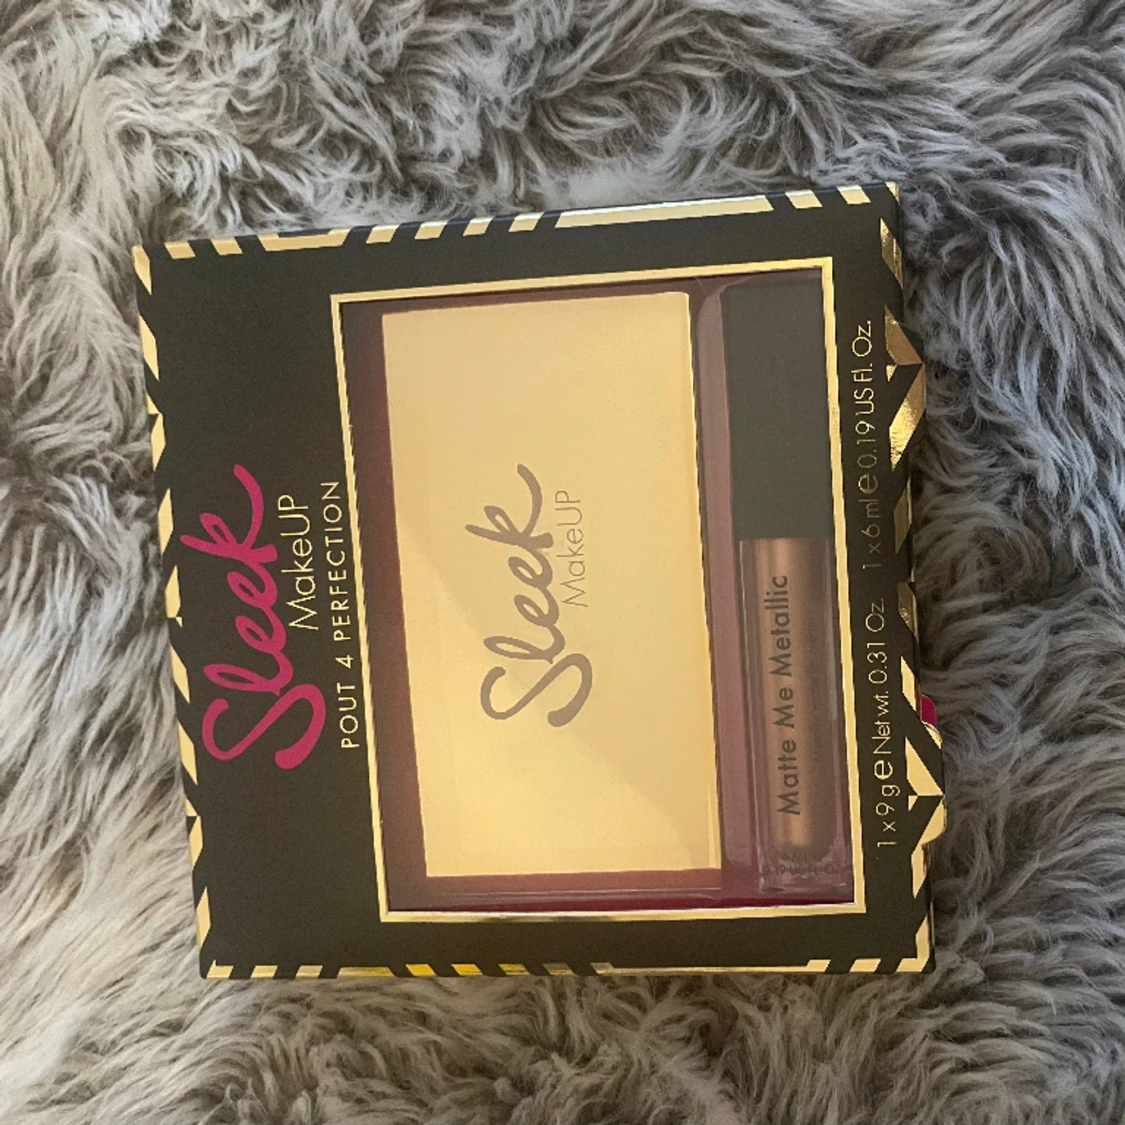 Sleek
MakeUP
POUT 4 PERFECTION
Sleek
MakeUP
Matte Me Metallic
1 x 9 g e Net wt. 0.31 Oz. 1 x 6 ml e 0.19 US Fl. Oz.